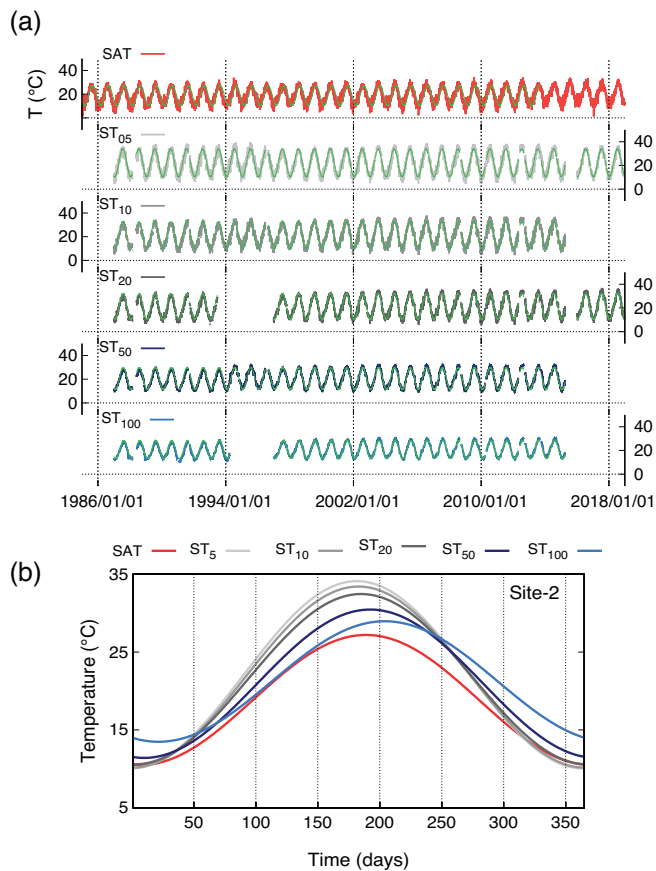 (a)
SAT
T (°C)
40
20
ST05
40
20
0
ST10
40
20
0
ST20
40
20
0
ST50
40
20
0
ST100
40
20
0
1986/01/01 1994/01/01 2002/01/01 2010/01/01 2018/01/01
SAT ST5 ST10 ST20 ST50 ST100
(b)
Site-2
Temperature (°C)
35
25
15
5
50 100 150 200 250 300 350
Time (days)